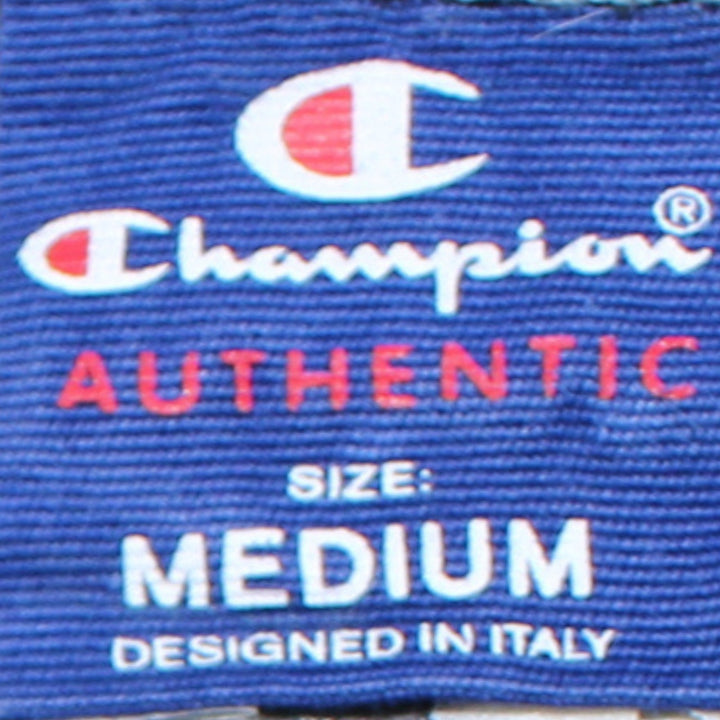 Champion®
AUTHENTIC
SIZE:
MEDIUM
DESIGNED IN ITALY